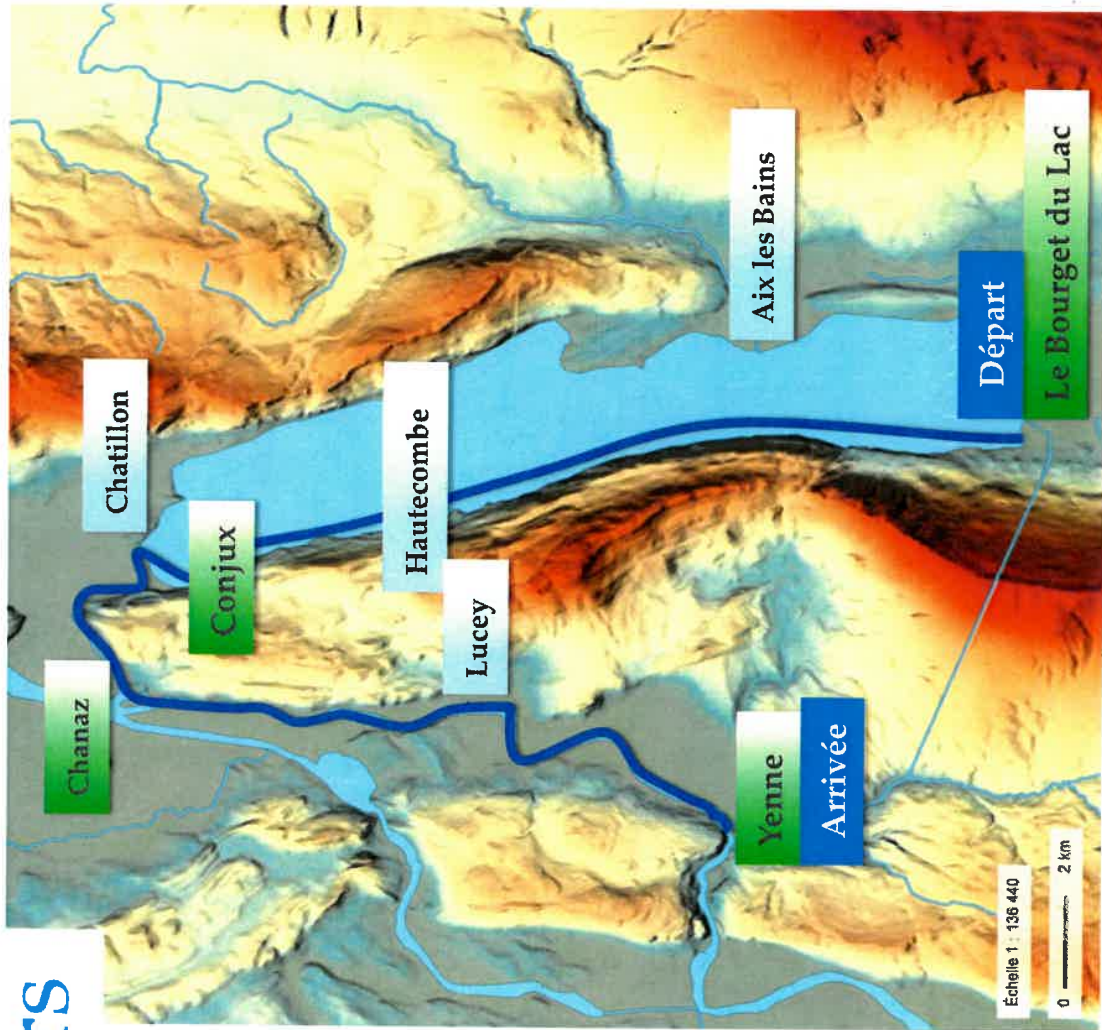 Chanaz
Chatillon
Conjux
Hautecombe
Lucey
Aix les Bains
Yenne
Arrivée
Départ
Le Bourget du Lac
Échelle 1 : 136 440
0 2 km